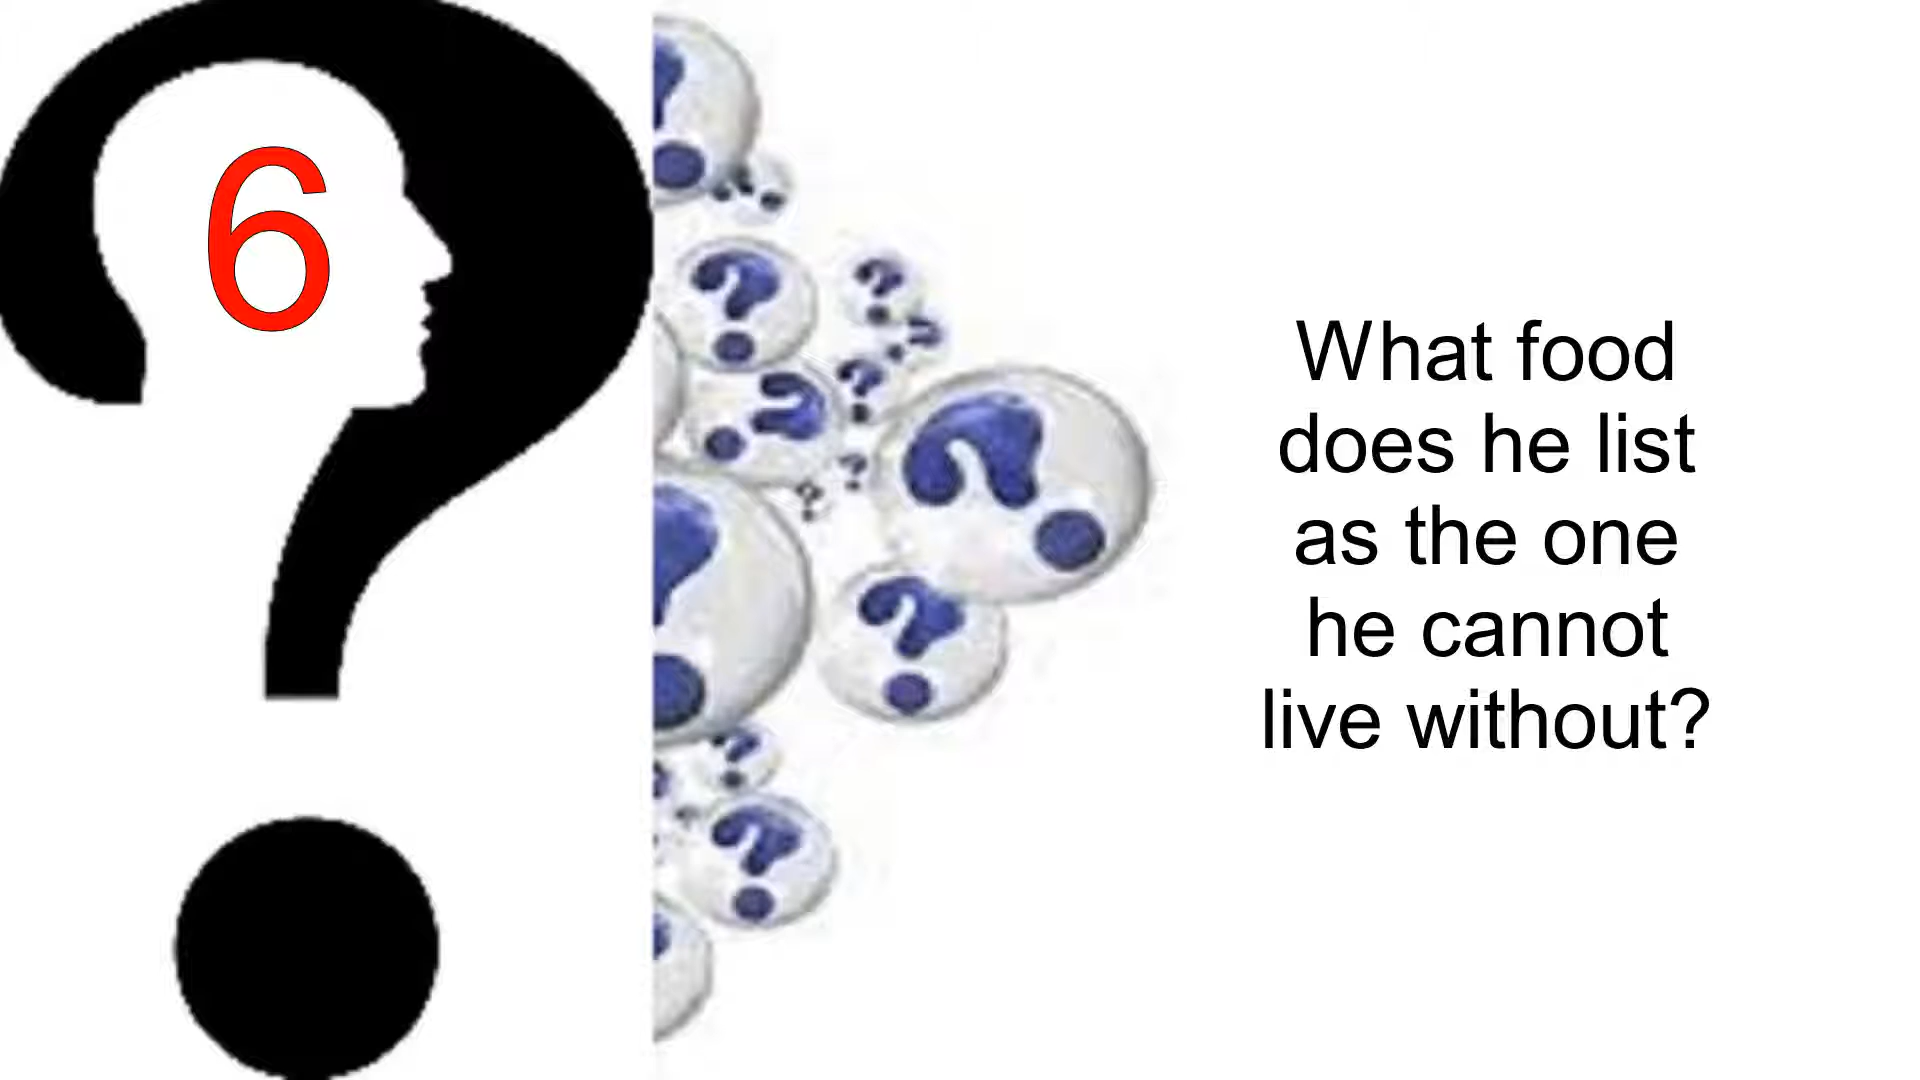 6
What food
does he list
as the one
he cannot
live without?